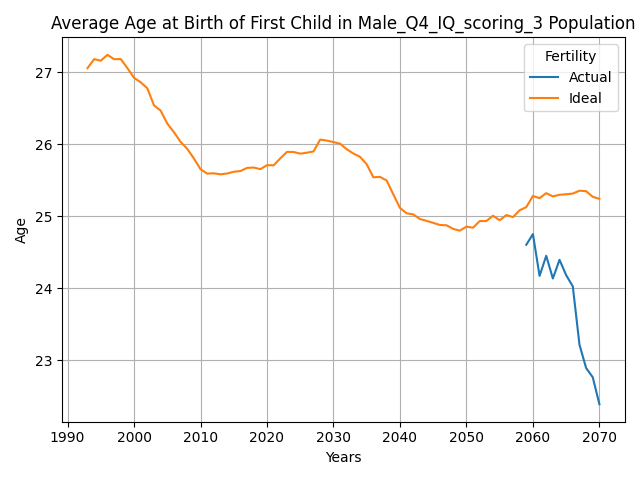 Average Age at Birth of First Child in Male_Q4_IQ_scoring_3 Population
Fertility
Actual
Ideal
27
26
25
24
23
Age
1990 2000 2010 2020 2030 2040 2050 2060 2070
Years